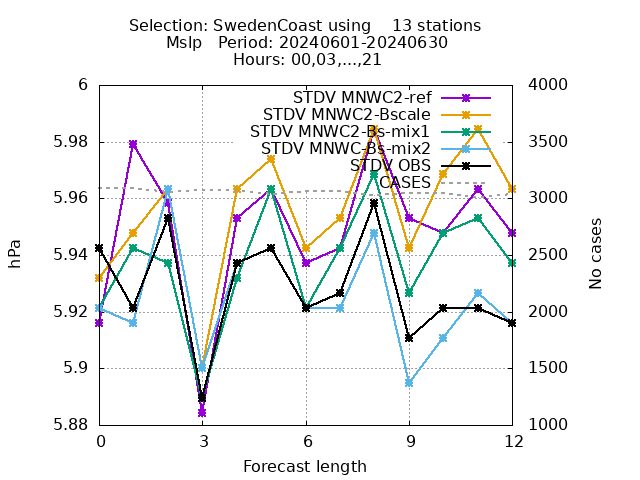 Selection: SwedenCoast using    13 stations
Mslp   Period: 20240601-20240630
Hours: 00,03,...,21
STDV MNWC2-ref
STDV MNWC2-Bscale
STDV MNWC2-Bs-mix1
STDV MNWC-Bs-mix2
STDV OBS
CASES
6
5.98
5.96
5.94
5.92
5.9
5.88
hPa
4000
3500
3000
2500
2000
1500
1000
No cases
0 3 6 9 12
Forecast length